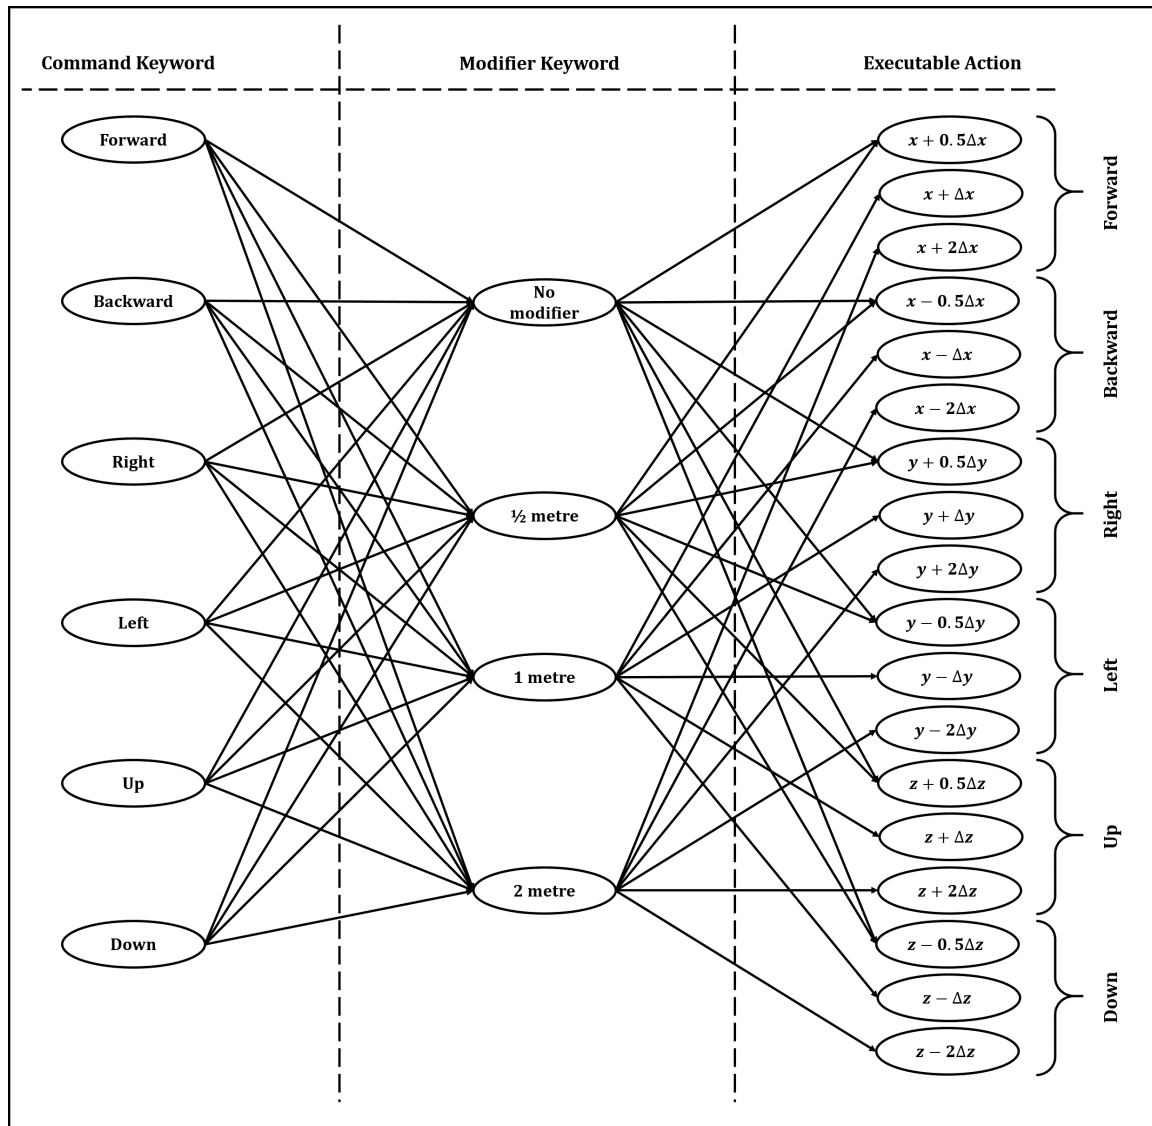 Command Keyword
Modifier Keyword
Executable Action
Forward
Backward
Right
Left
Up
Down
No
modifier
½ metre
1 metre
2 metre
x + 0.5Δx
x + Δx
x + 2Δx
x − 0.5Δx
x − Δx
x − 2Δx
y + 0.5Δy
y + Δy
y + 2Δy
y − 0.5Δy
y − Δy
y − 2Δy
z + 0.5Δz
z + Δz
z + 2Δz
z − 0.5Δz
z − Δz
z − 2Δz
Forward
Backward
Right
Left
Up
Down